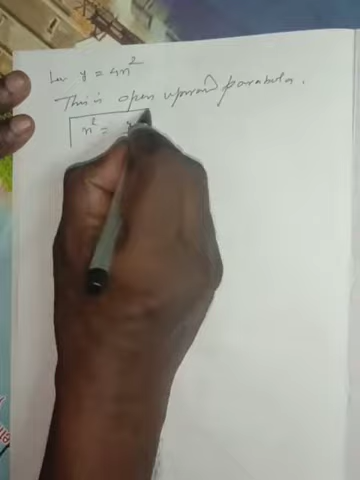 Let y = 4x²
This is open upward parabola.
x² =